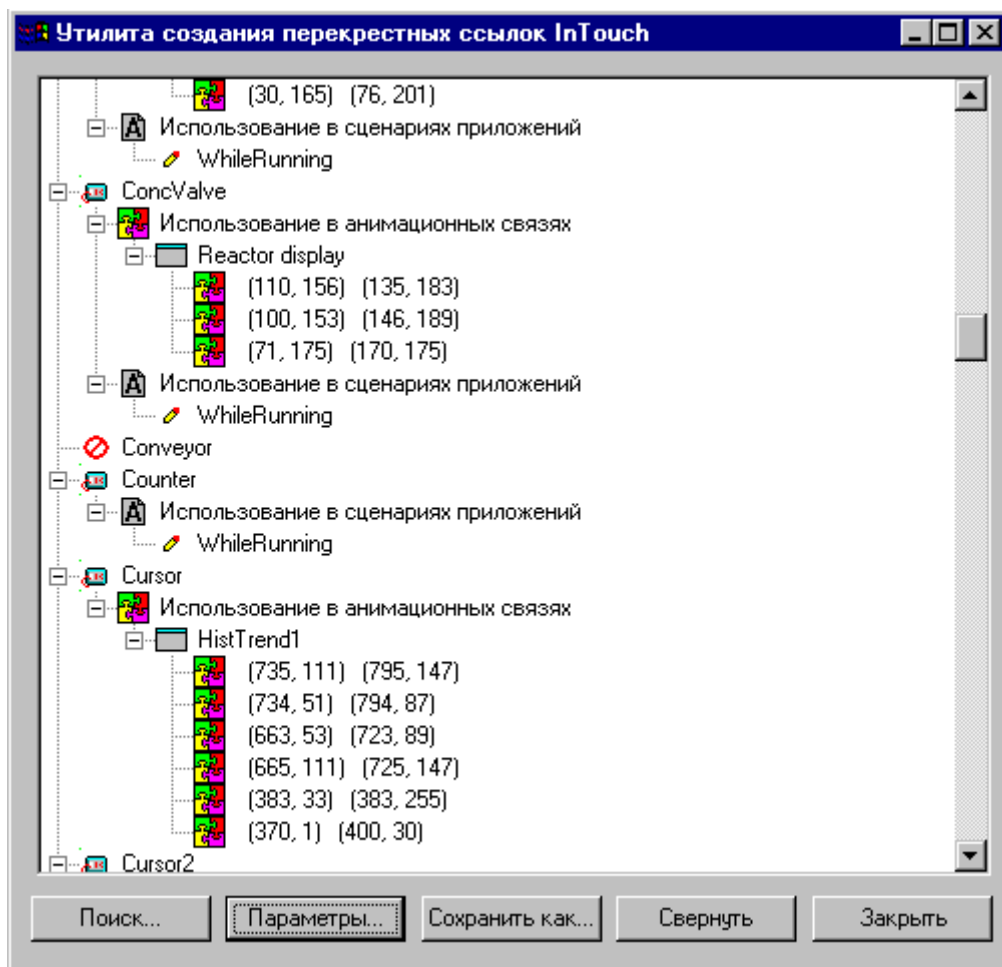 Утилита создания перекрестных ссылок InTouch
(30, 165) (76, 201)
Использование в сценариях приложений
WhileRunning
ConcValve
Использование в анимационных связях
Reactor display
(110, 156) (135, 183)
(100, 153) (146, 189)
(71, 175) (170, 175)
Использование в сценариях приложений
WhileRunning
Conveyor
Counter
Использование в сценариях приложений
WhileRunning
Cursor
Использование в анимационных связях
HistTrend1
(735, 111) (795, 147)
(734, 51) (794, 87)
(663, 53) (723, 89)
(665, 111) (725, 147)
(383, 33) (383, 255)
(370, 1) (400, 30)
Cursor2
Поиск... Параметры... Сохранить как... Свернуть Закрыть